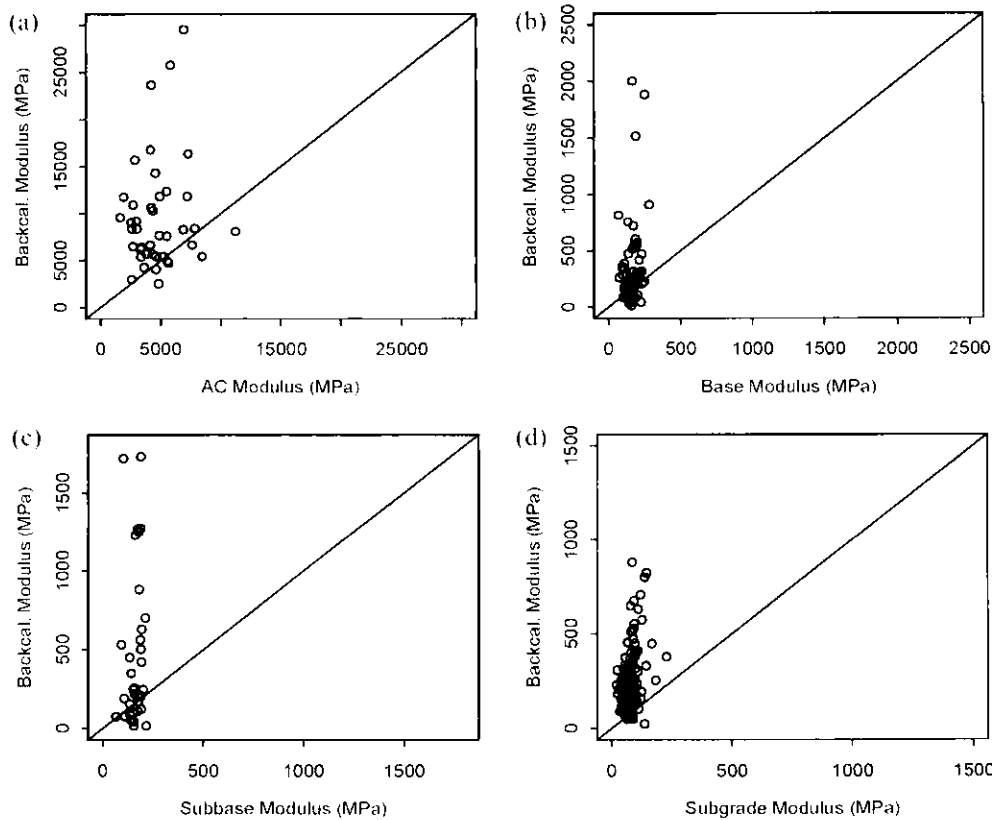 (a)
Backcal. Modulus (MPa)
0 5000 15000 25000
0 5000 15000 25000
AC Modulus (MPa)
(b)
Backcal. Modulus (MPa)
0 500 1000 1500 2000 2500
0 500 1000 1500 2000 2500
Base Modulus (MPa)
(c)
Backcal. Modulus (MPa)
0 500 1000 1500
0 500 1000 1500
Subbase Modulus (MPa)
(d)
Backcal. Modulus (MPa)
0 500 1000 1500
0 500 1000 1500
Subgrade Modulus (MPa)